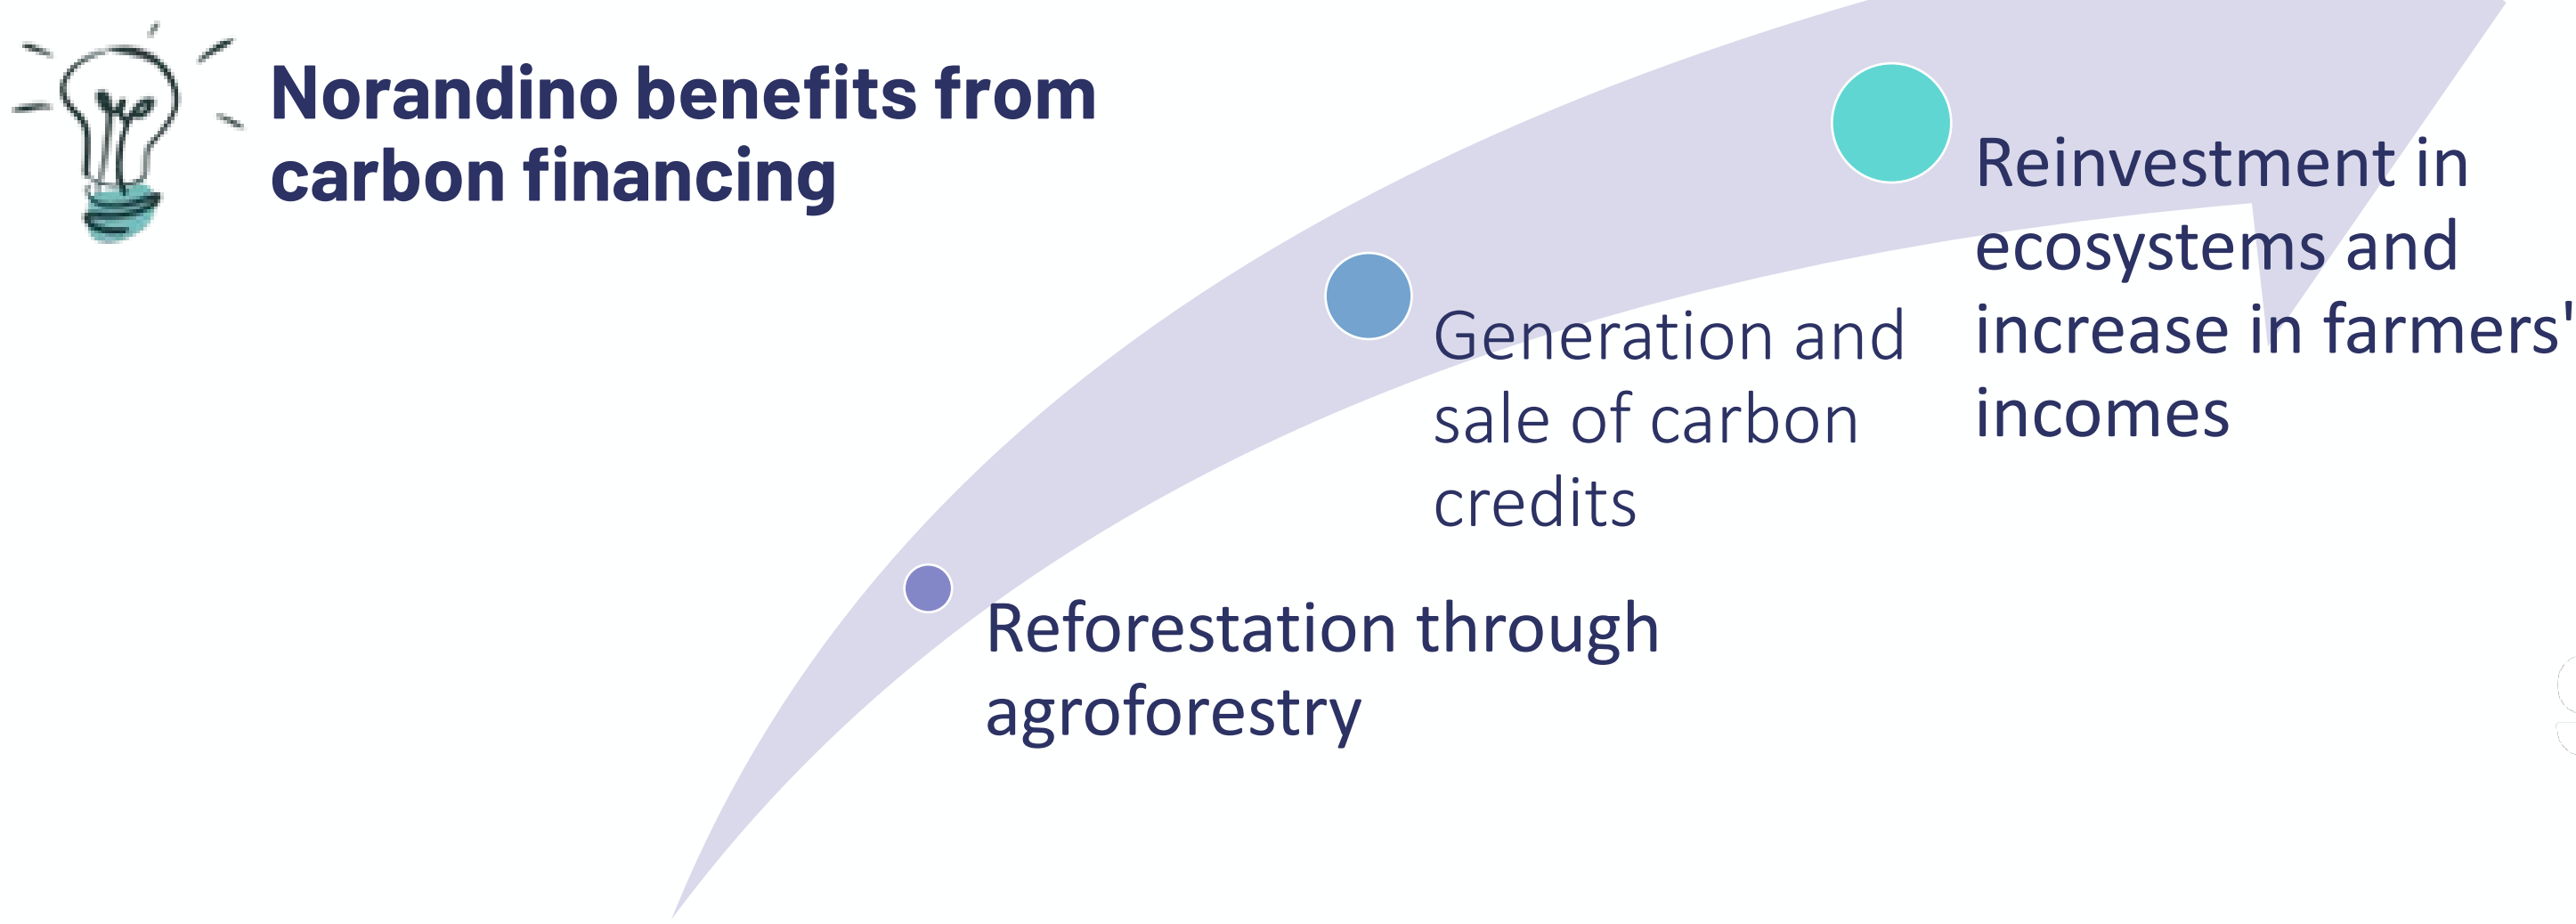 Norandino benefits from
carbon financing
Reinvestment in
ecosystems and
increase in farmers'
incomes
Generation and
sale of carbon
credits
Reforestation through
agroforestry